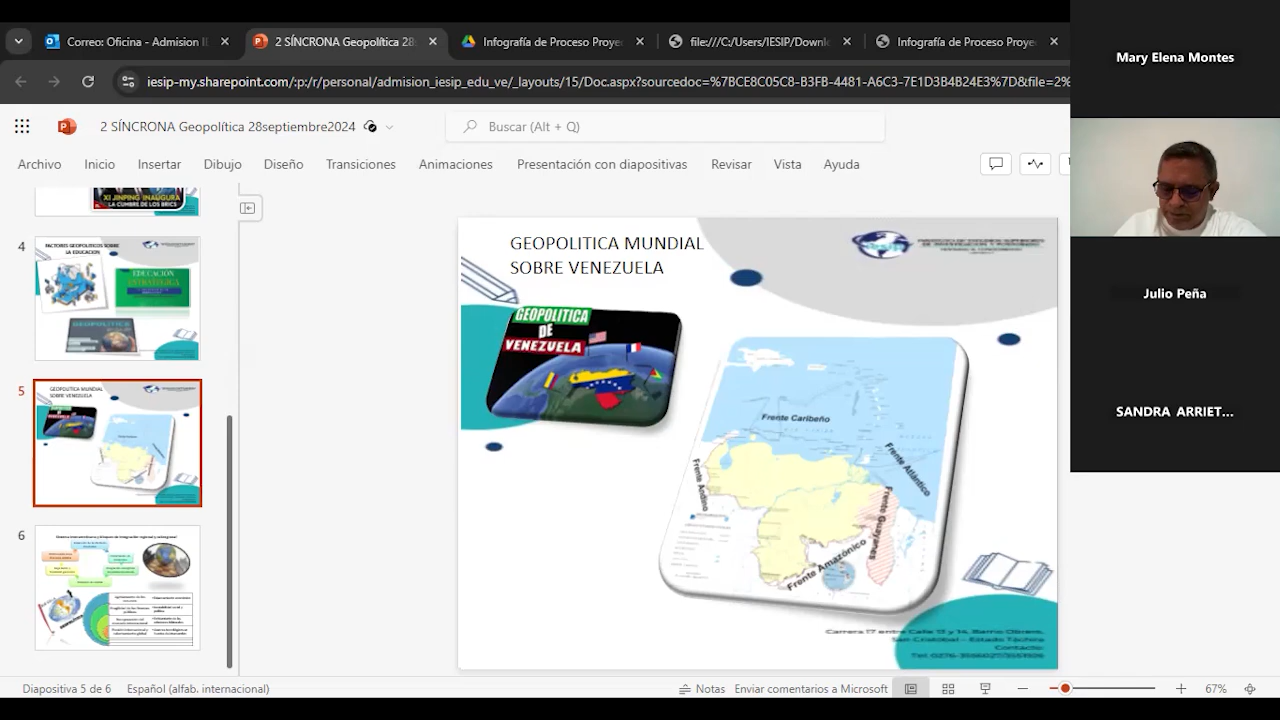 Correo: Oficina - Admision I
2 SÍNCRONA Geopolítica 28
Infografía de Proceso Proye
file:///C:/Users/IESIP/Downl
Infografía de Proceso Proye
iesip-my.sharepoint.com/:p:/r/personal/admision_iesip_edu_ve/_layouts/15/Doc.aspx?sourcedoc=%7BCE8C05C8-B3FB-4481-A6C3-7E1D3B4B24E3%7D&file=2%
2 SÍNCRONA Geopolítica 28septiembre2024
Buscar (Alt + Q)
Archivo Inicio Insertar Dibujo Diseño Transiciones Animaciones Presentación con diapositivas Revisar Vista Ayuda
XI JINPING INAUGURA
LA CUMBRE DE LOS BRICS
4
FACTORES GEOPOLITICOS SOBRE
LA EDUCACION
EDUCACIÓN
ESTRATÉGICA
GEOPOLITICA
5
GEOPOLITICA MUNDIAL
SOBRE VENEZUELA
6
GEOPOLITICA MUNDIAL
SOBRE VENEZUELA
GEOPOLITICA
DE
VENEZUELA
Frente Caribeño
Frente Atlántico
Frente Andino
Frente Guayanés
Frente Amazónico
Carrera 17 entre Calle 13 y 14, Barrio Obrero,
San Cristóbal - Estado Táchira
Contacto:
Mary Elena Montes
Julio Peña
SANDRA ARRIET...
Diapositiva 5 de 6 Español (alfab. internacional)
Notas Enviar comentarios a Microsoft 67%